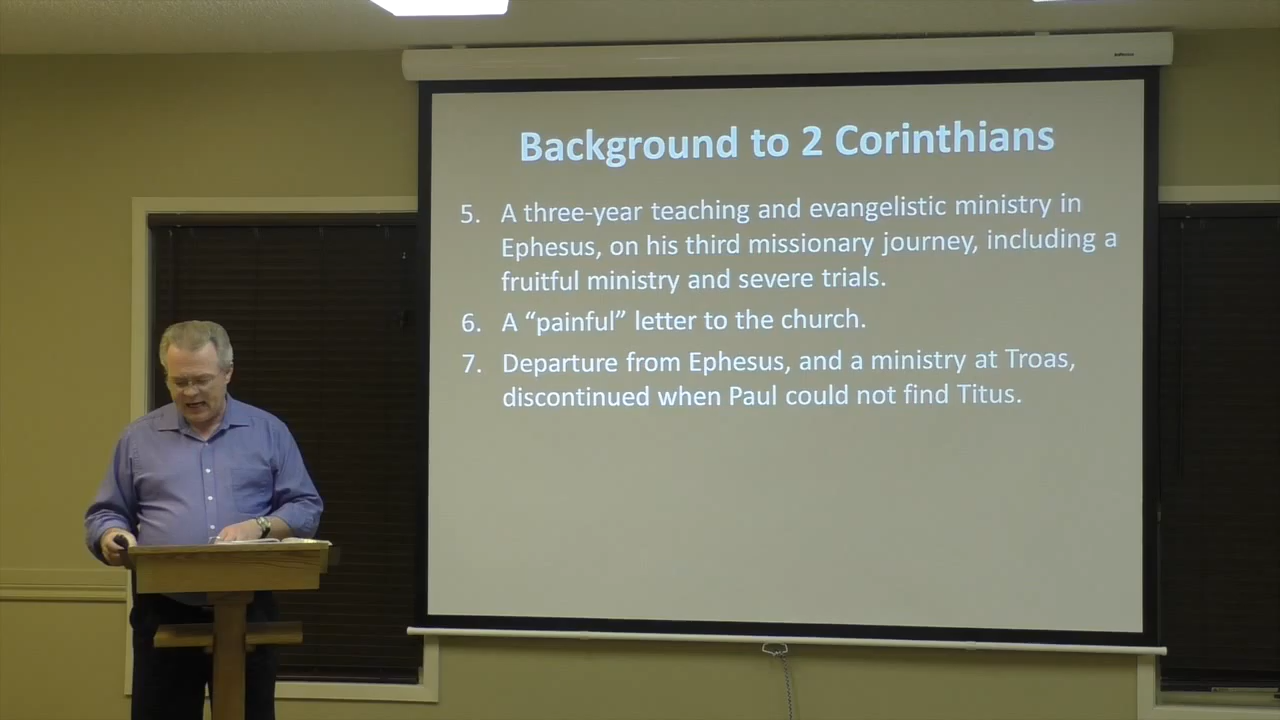 Background to 2 Corinthians
5. A three-year teaching and evangelistic ministry in
Ephesus, on his third missionary journey, including a
fruitful ministry and severe trials.
6. A “painful” letter to the church.
7. Departure from Ephesus, and a ministry at Troas,
discontinued when Paul could not find Titus.